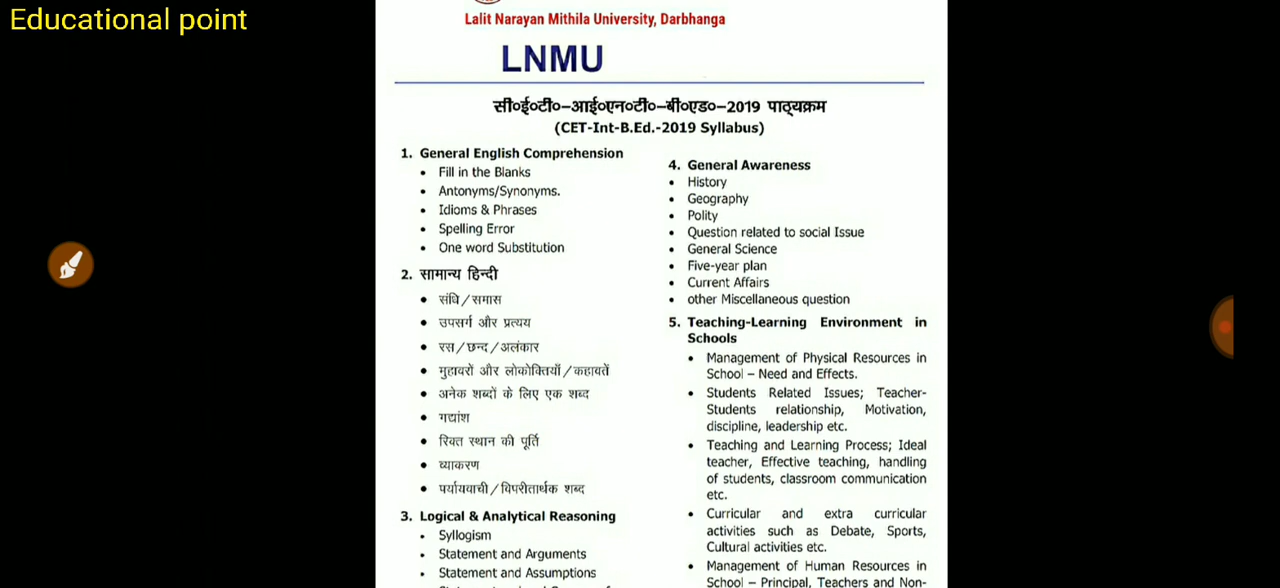 Educational point
Lalit Narayan Mithila University, Darbhanga
LNMU
सी०ई०टी०–आई०एन०टी०–बी०एड०–2019 पाठ्यक्रम
(CET-Int-B.Ed.-2019 Syllabus)
1. General English Comprehension
• Fill in the Blanks
• Antonyms/Synonyms.
• Idioms & Phrases
• Spelling Error
• One word Substitution
2. सामान्य हिन्दी
• संधि/समास
• उपसर्ग और प्रत्यय
• रस/छन्द/अलंकार
• मुहावरों और लोकोक्तियाँ/कहावतें
• अनेक शब्दों के लिए एक शब्द
• गद्यांश
• रिक्त स्थान की पूर्ति
• व्याकरण
• पर्यायवाची/विपरीतार्थक शब्द
3. Logical & Analytical Reasoning
• Syllogism
• Statement and Arguments
• Statement and Assumptions
4. General Awareness
• History
• Geography
• Polity
• Question related to social Issue
• General Science
• Five-year plan
• Current Affairs
• other Miscellaneous question
5. Teaching-Learning Environment in
Schools
• Management of Physical Resources in
School – Need and Effects.
• Students Related Issues; Teacher-
Students relationship, Motivation,
discipline, leadership etc.
• Teaching and Learning Process; Ideal
teacher, Effective teaching, handling
of students, classroom communication
etc.
• Curricular and extra curricular
activities such as Debate, Sports,
Cultural activities etc.
• Management of Human Resources in
School – Principal, Teachers and Non-